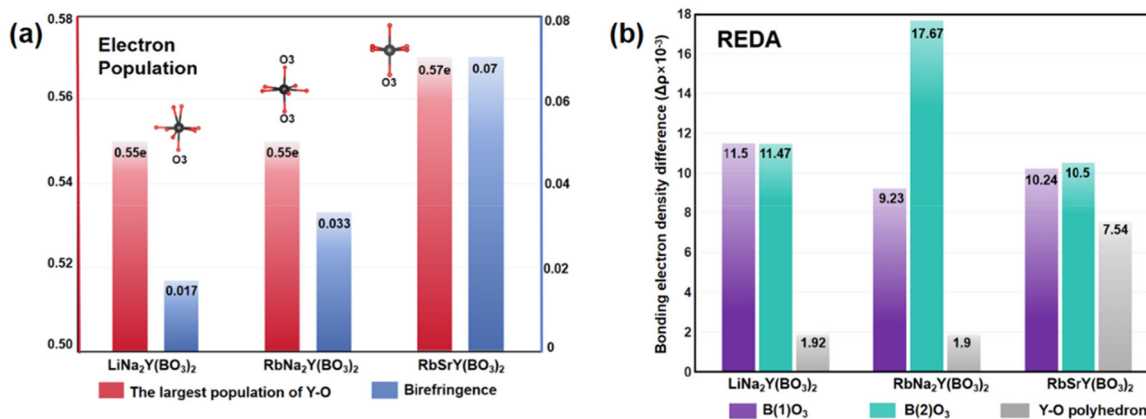 (a)
Electron
Population
0.58
0.56
0.54
0.52
0.50
0.08
0.06
0.04
0.02
0
O3
O3
O3
O3
0.55e
0.017
0.55e
0.033
0.57e
0.07
LiNa₂Y(BO₃)₂
RbNa₂Y(BO₃)₂
RbSrY(BO₃)₂
The largest population of Y-O
Birefringence
(b)
REDA
Bonding electron density difference (Δρ×10⁻³)
18
16
14
12
10
8
6
4
2
0
11.5
11.47
1.92
9.23
17.67
1.9
10.24
10.5
7.54
LiNa₂Y(BO₃)₂
RbNa₂Y(BO₃)₂
RbSrY(BO₃)₂
B(1)O₃
B(2)O₃
Y-O polyhedron